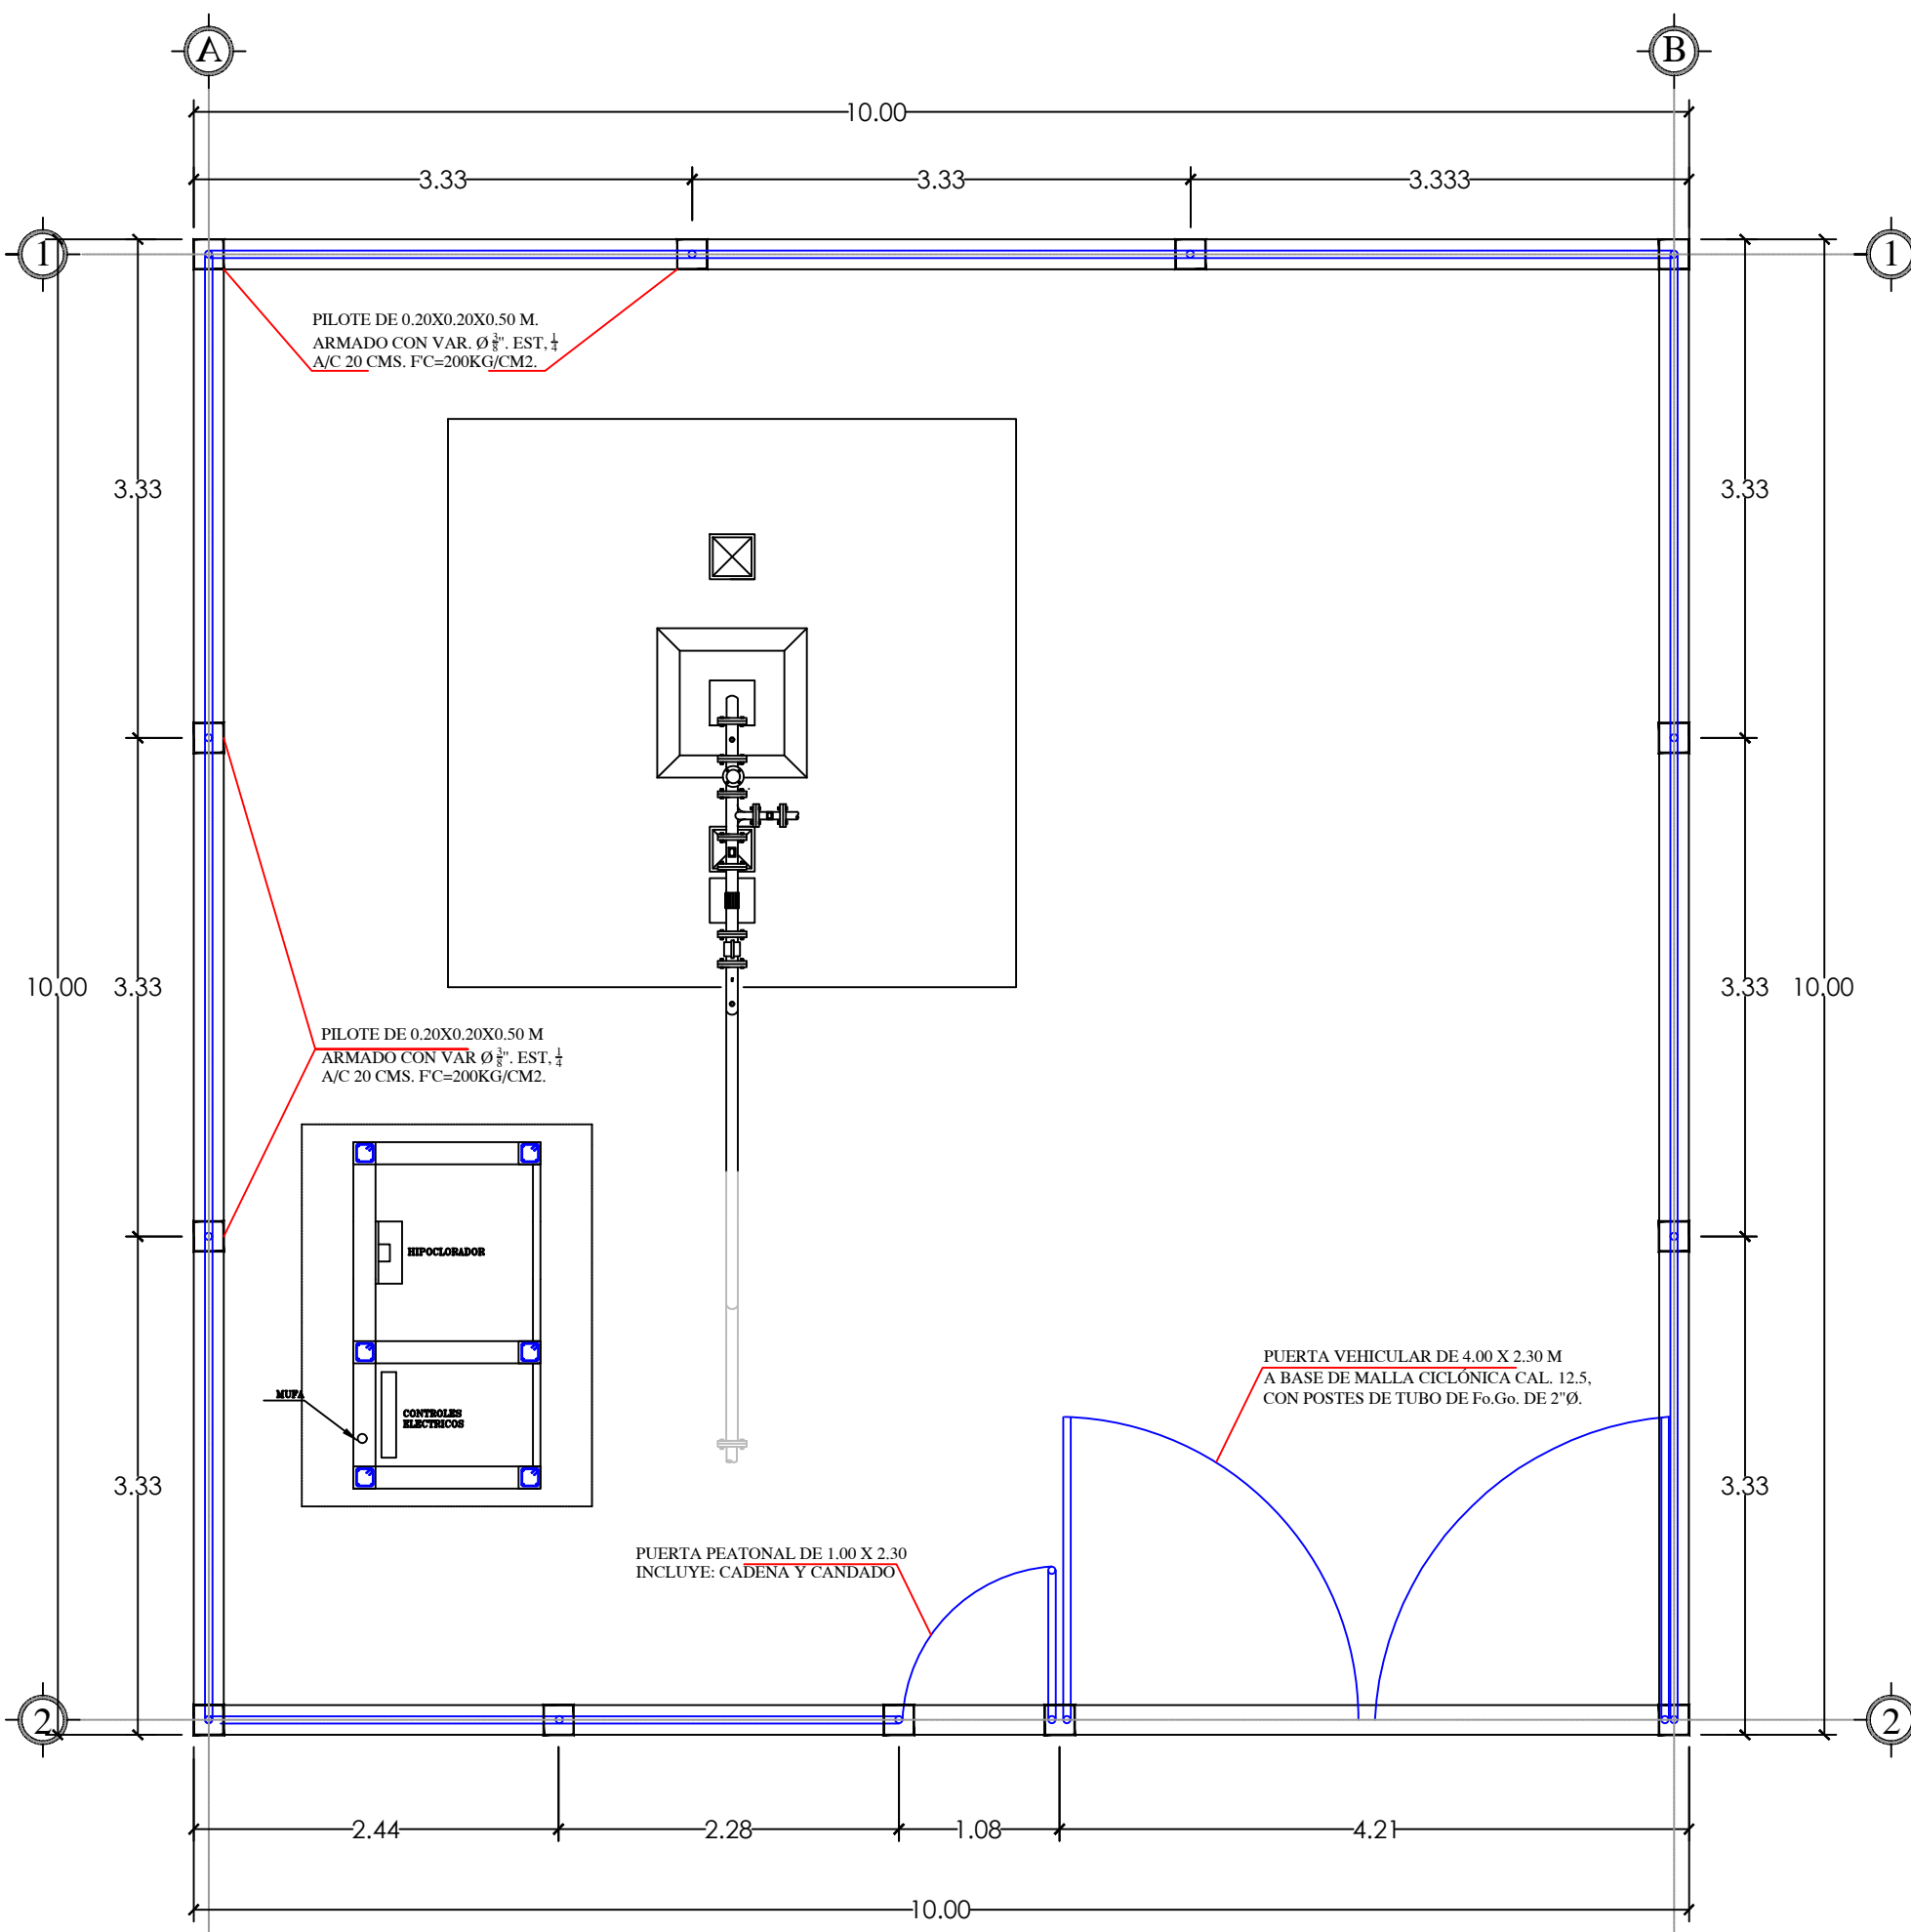 A
B
10.00
3.33
3.33
3.333
1
1
PILOTE DE 0.20X0.20X0.50 M.
ARMADO CON VAR. Ø 3/8". EST, 1/4
A/C 20 CMS. F'C=200KG/CM2.
3.33
3.33
10.00
3.33
3.33
10.00
PILOTE DE 0.20X0.20X0.50 M
ARMADO CON VAR Ø 3/8". EST, 1/4
A/C 20 CMS. F'C=200KG/CM2.
HIPOCLORADOR
MUFA
CONTROLES
ELECTRICOS
PUERTA VEHICULAR DE 4.00 X 2.30 M
A BASE DE MALLA CICLÓNICA CAL. 12.5,
CON POSTES DE TUBO DE Fo.Go. DE 2"Ø.
3.33
3.33
PUERTA PEATONAL DE 1.00 X 2.30
INCLUYE: CADENA Y CANDADO
2
2
2.44
2.28
1.08
4.21
10.00